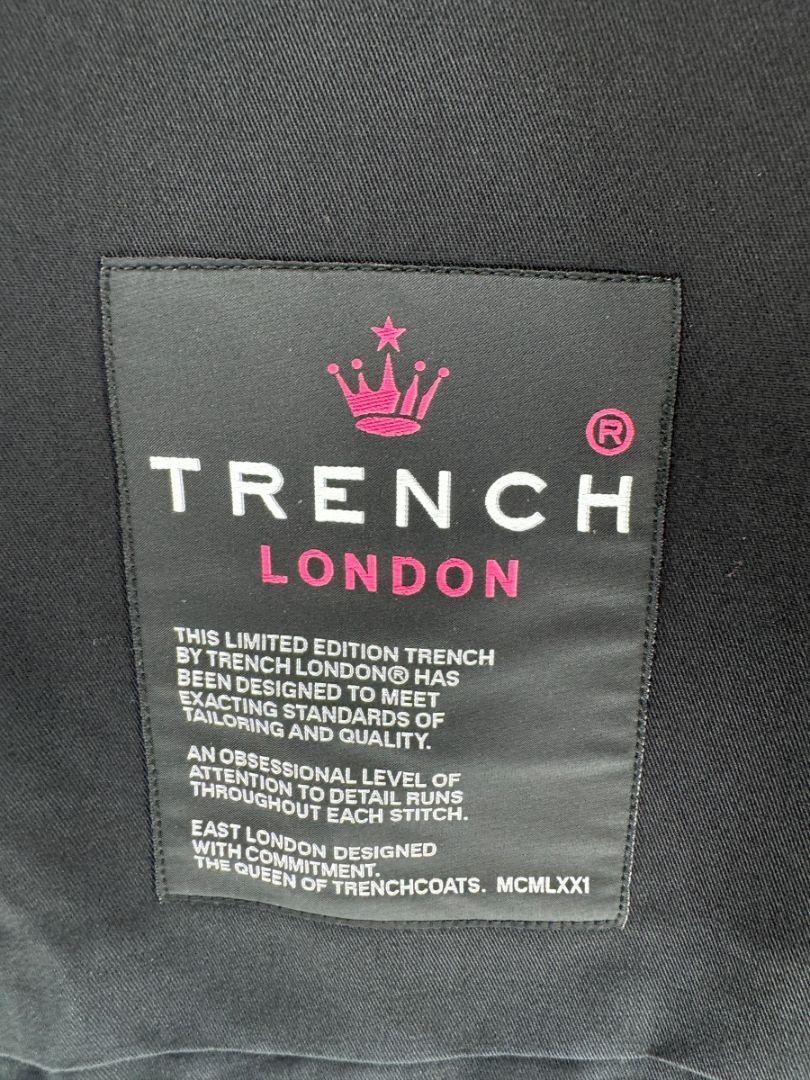 ®
TRENCH
LONDON
THIS LIMITED EDITION TRENCH
BY TRENCH LONDON® HAS
BEEN DESIGNED TO MEET
EXACTING STANDARDS OF
TAILORING AND QUALITY.
AN OBSESSIONAL LEVEL OF
ATTENTION TO DETAIL RUNS
THROUGHOUT EACH STITCH.
EAST LONDON DESIGNED
WITH COMMITMENT.
THE QUEEN OF TRENCHCOATS. MCMLXX1